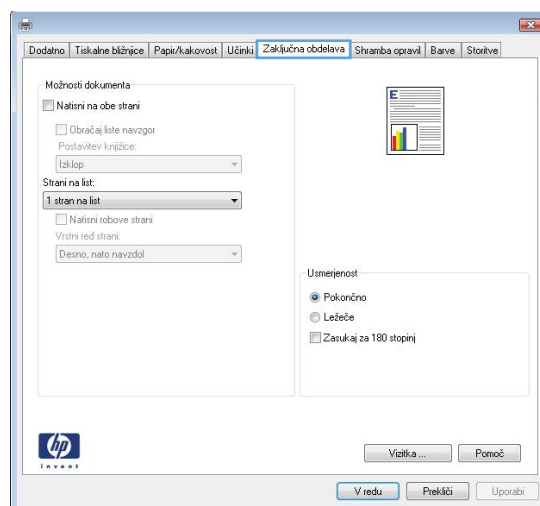 Dodatno Tiskalne bližnjice Papir/kakovost Učinki Zaključna obdelava Shramba opravil Barve Storitve
Možnosti dokumenta
Natisni na obe strani
Obračaj liste navzgor
Postavitev knjižice:
Izklop
Strani na list:
1 stran na list
Natisni robove strani
Vrstni red strani:
Desno, nato navzdol
E
Usmerjenost
Pokončno
Ležeče
Zasukaj za 180 stopinj
hp
invent
Vizitka ... Pomoč
V redu Prekliči Uporabi